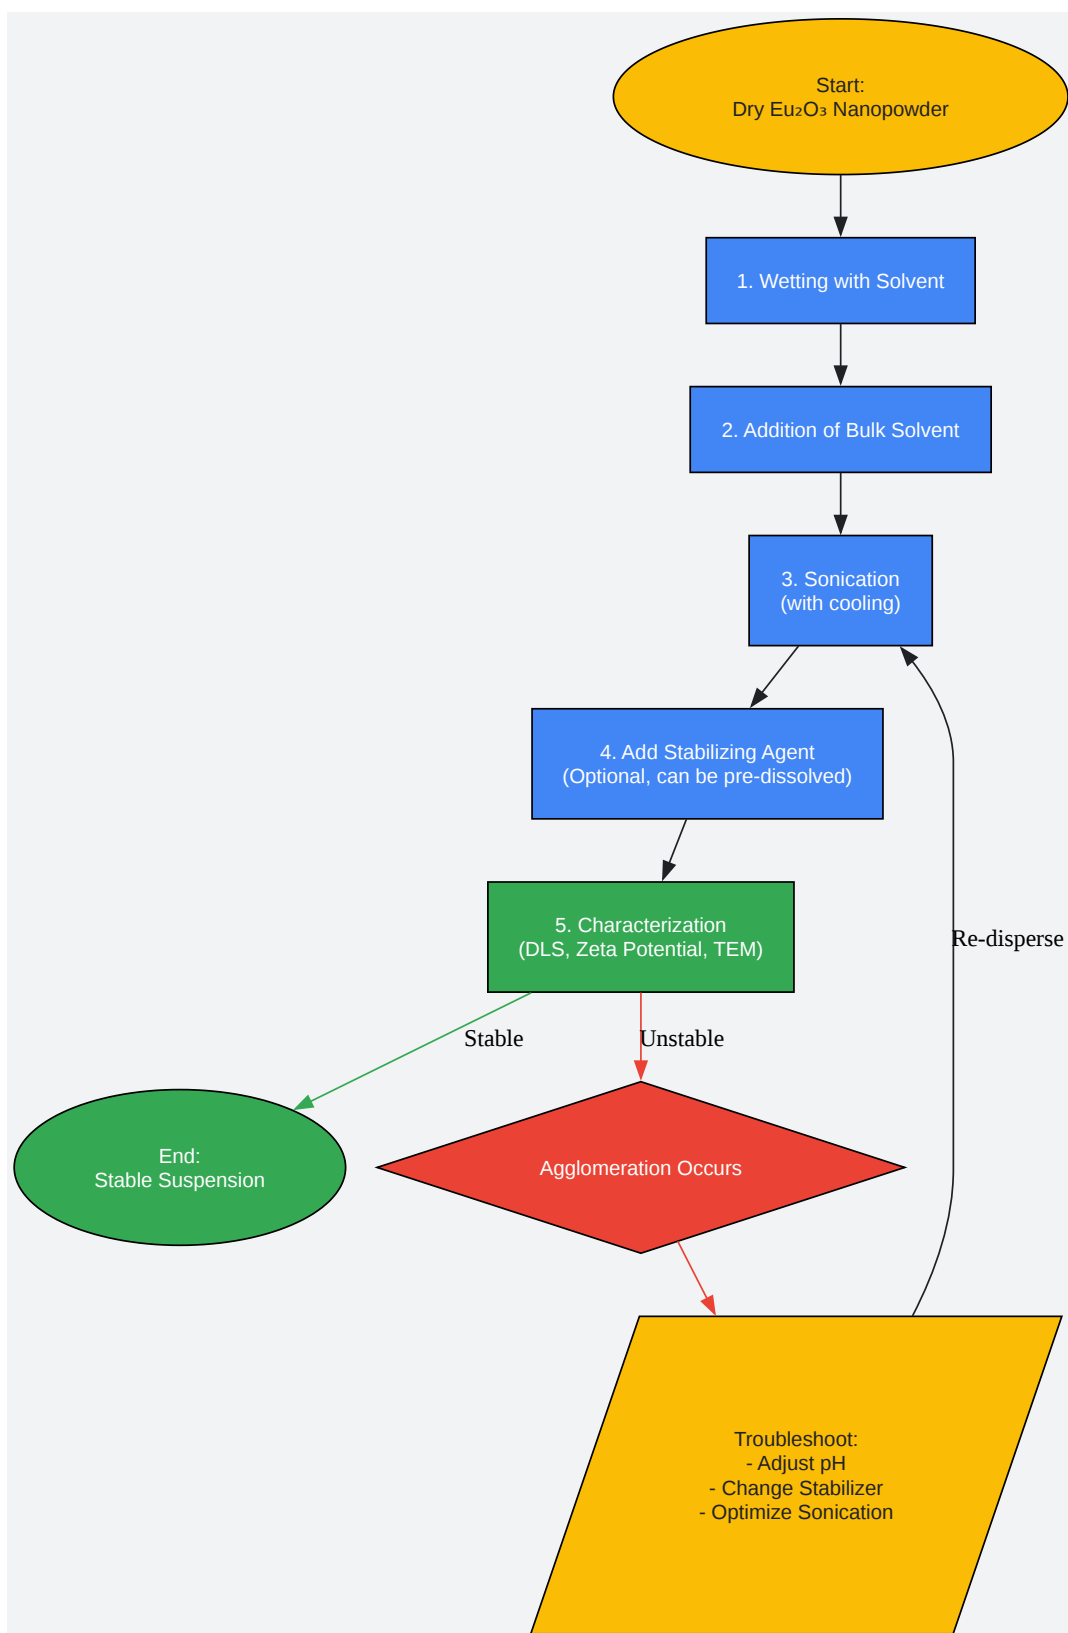 Start:
Dry Eu₂O₃ Nanopowder
1. Wetting with Solvent
2. Addition of Bulk Solvent
3. Sonication
(with cooling)
4. Add Stabilizing Agent
(Optional, can be pre-dissolved)
5. Characterization
(DLS, Zeta Potential, TEM)
Re-disperse
Stable
Unstable
End:
Stable Suspension
Agglomeration Occurs
Troubleshoot:
- Adjust pH
- Change Stabilizer
- Optimize Sonication